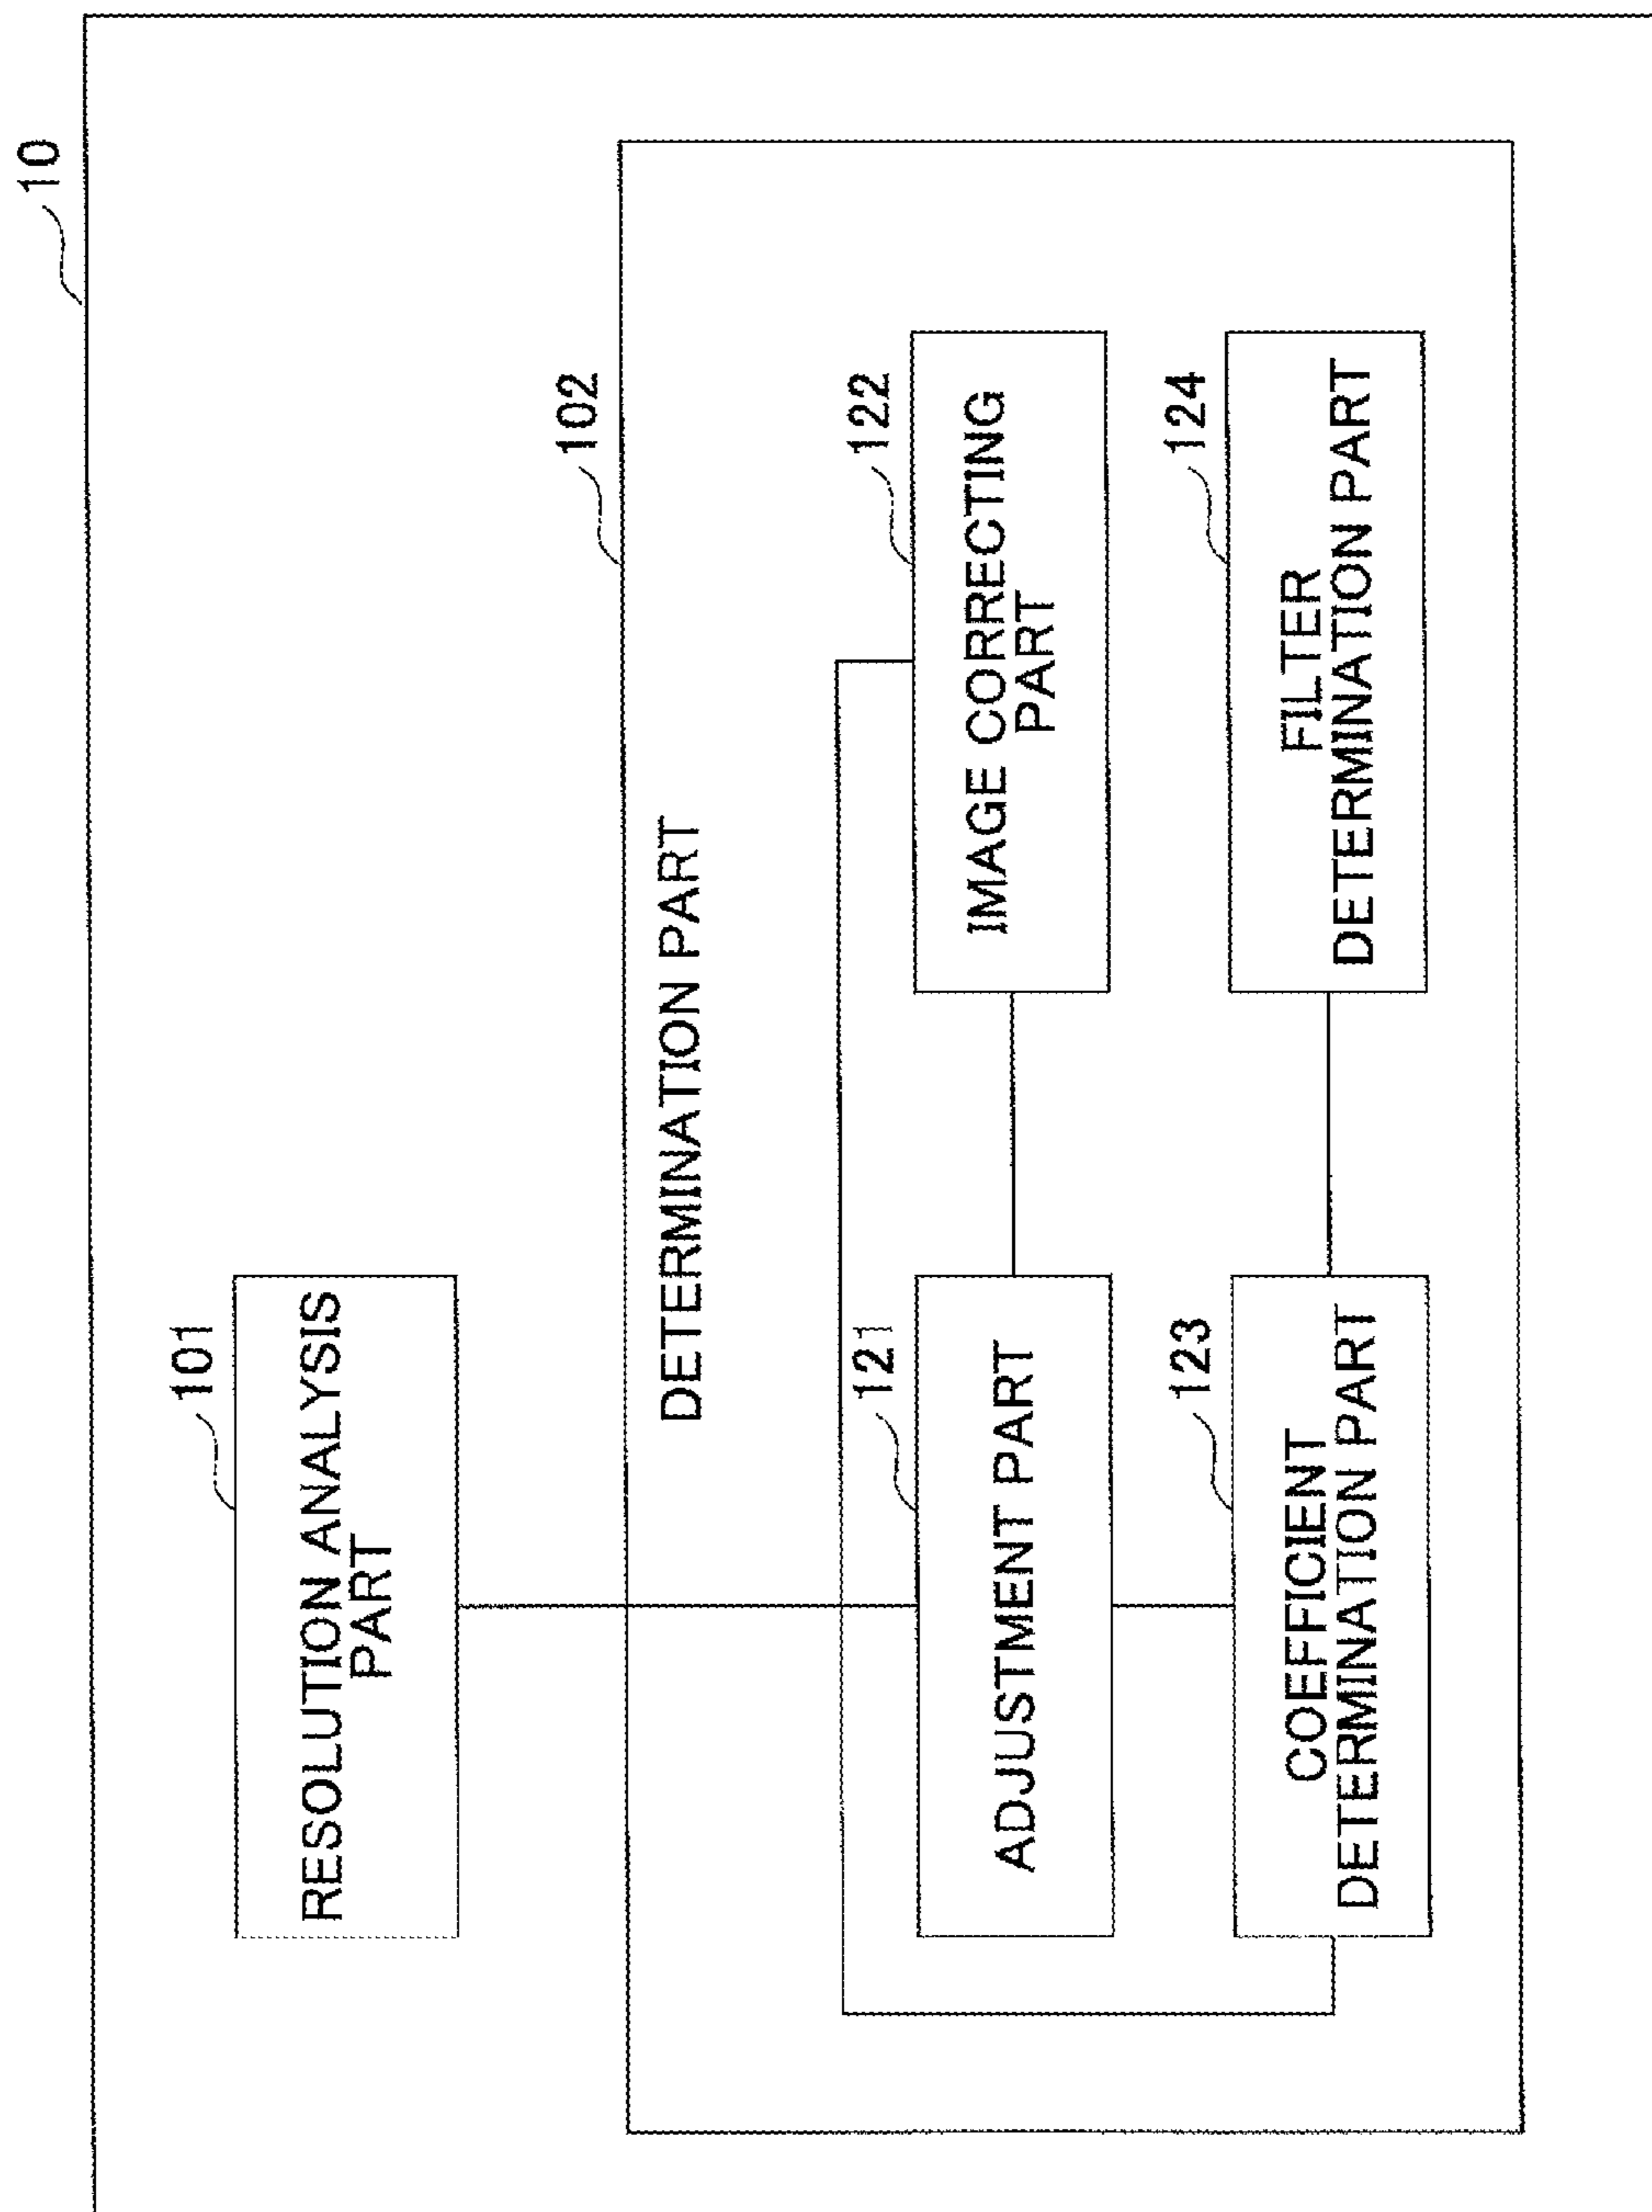 10
101
RESOLUTION ANALYSIS
PART
102
DETERMINATION PART
121
ADJUSTMENT PART
122
IMAGE CORRECTING
PART
123
COEFFICIENT
DETERMINATION PART
124
FILTER
DETERMINATION PART